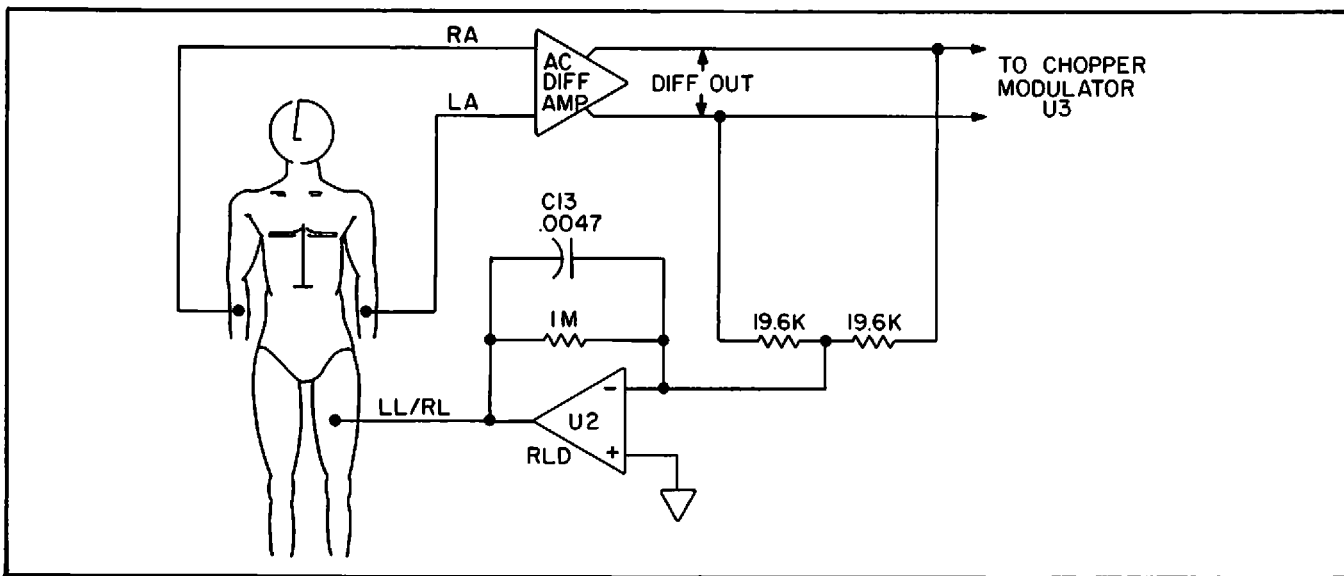 RA
LA
AC
DIFF
AMP
DIFF OUT
TO CHOPPER
MODULATOR
U3
C13
.0047
1M
19.6K 19.6K
LL/RL
-
U2
+
RLD